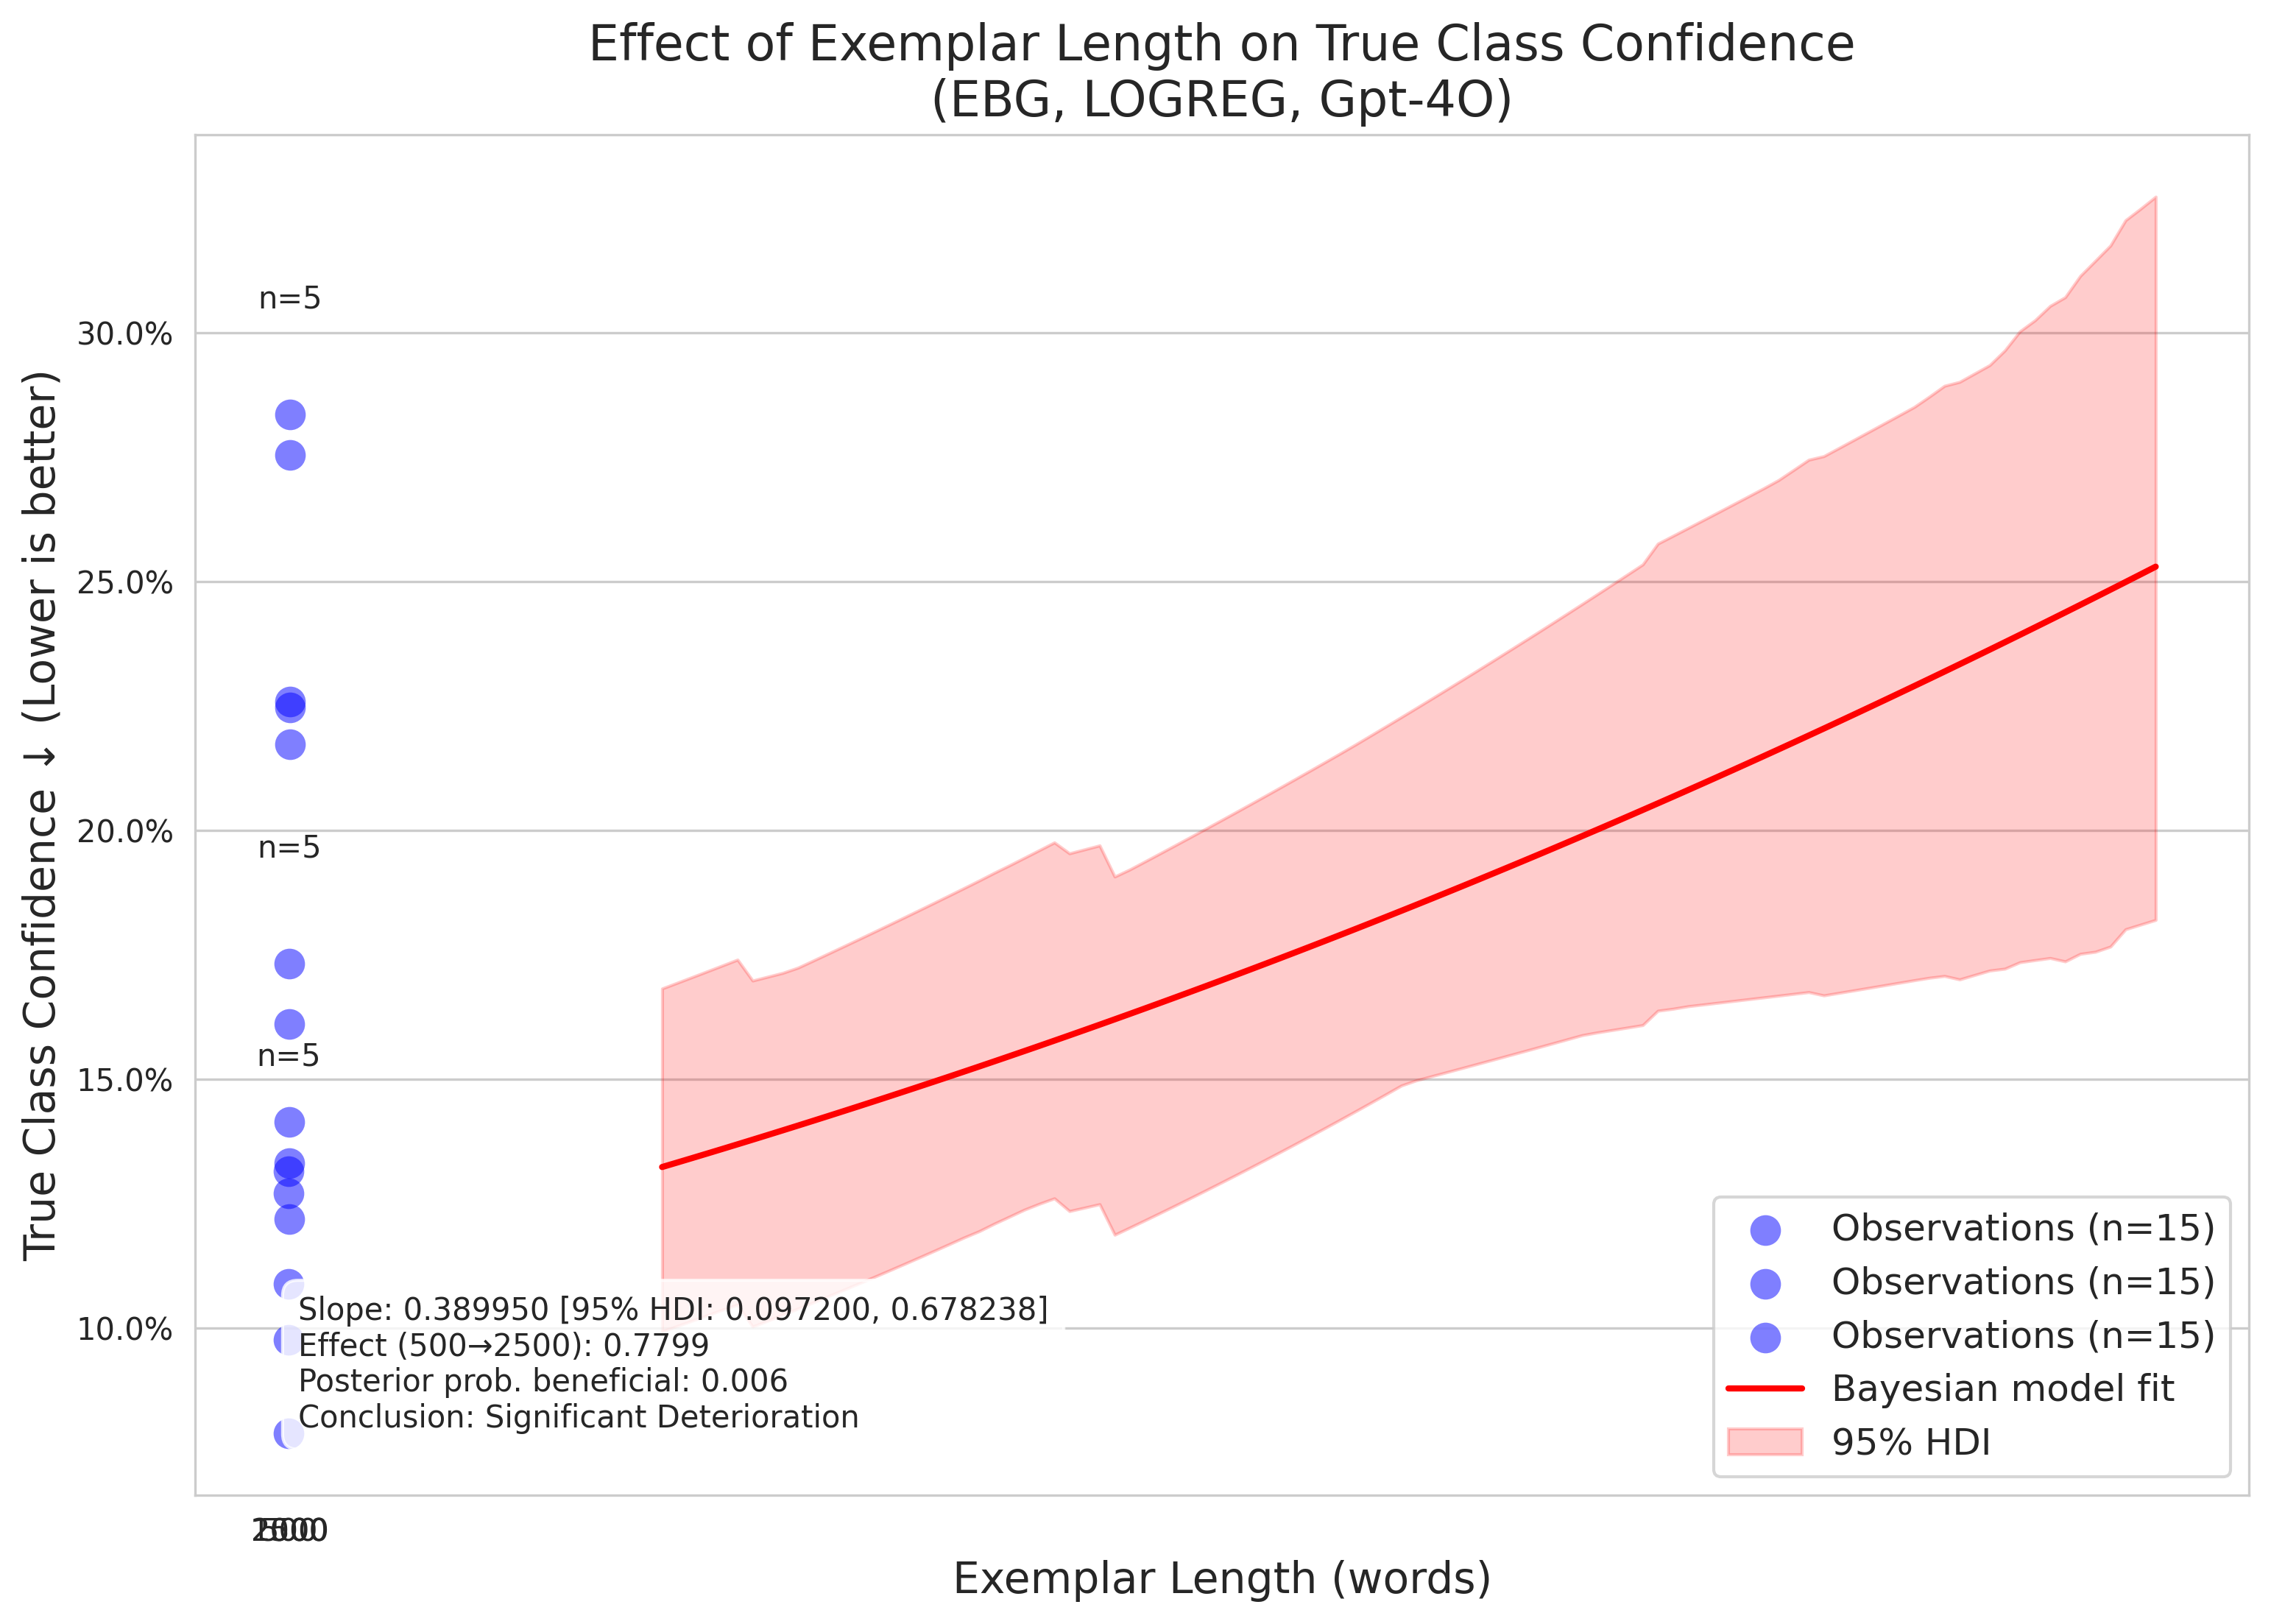 Effect of Exemplar Length on True Class Confidence
(EBG, LOGREG, Gpt-4O)
True Class Confidence ↓ (Lower is better)
30.0%
25.0%
20.0%
15.0%
10.0%
n=5
n=5
n=5
Slope: 0.389950 [95% HDI: 0.097200, 0.678238]
Effect (500→2500): 0.7799
Posterior prob. beneficial: 0.006
Conclusion: Significant Deterioration
Observations (n=15)
Observations (n=15)
Observations (n=15)
Bayesian model fit
95% HDI
Exemplar Length (words)